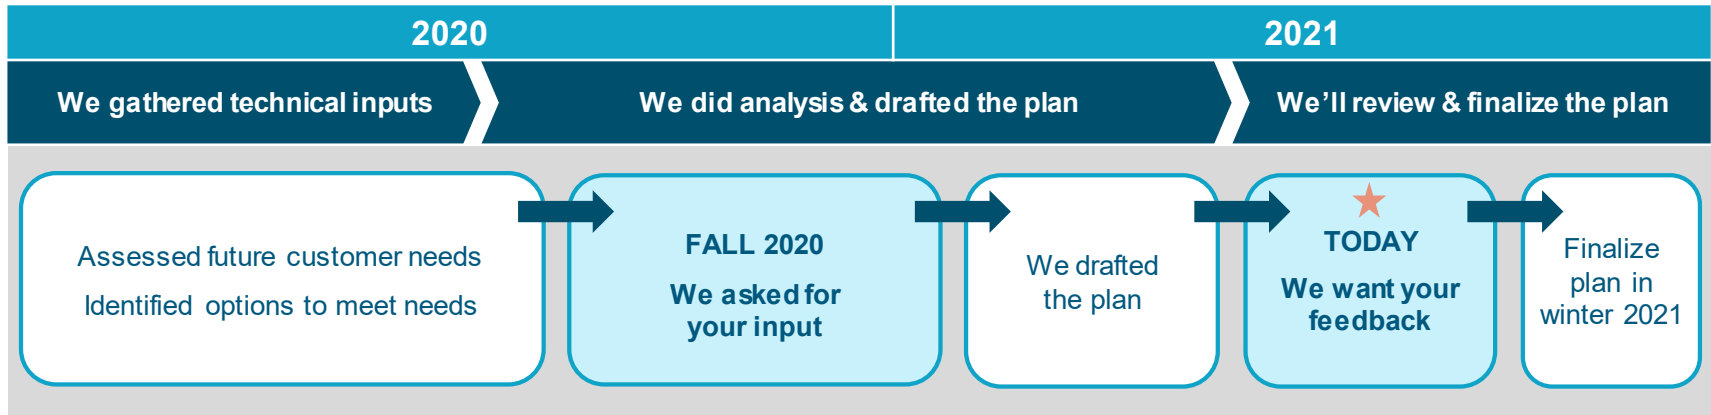 2020
2021
We gathered technical inputs
We did analysis & drafted the plan
We'll review & finalize the plan
Assessed future customer needs
Identified options to meet needs
FALL 2020
We asked for
your input
We drafted
the plan
TODAY
We want your
feedback
Finalize
plan in
winter 2021